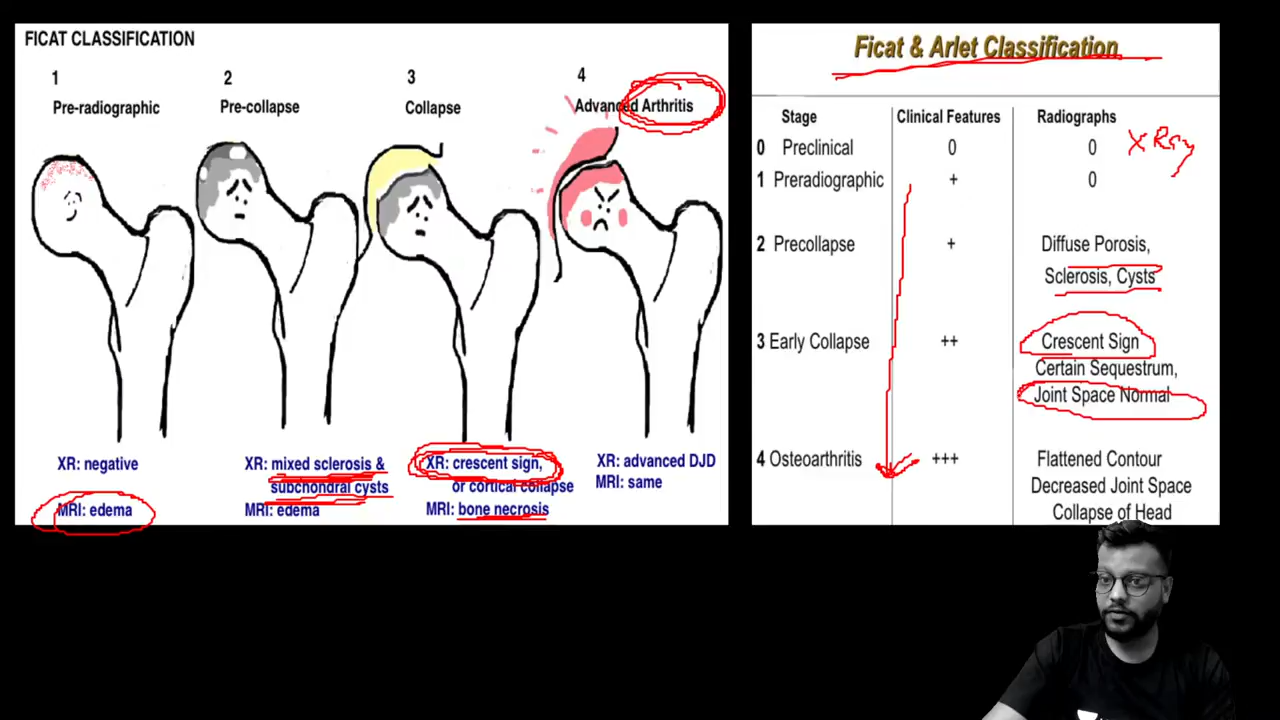 FICAT CLASSIFICATION
1
2
3
4
Pre-radiographic
Pre-collapse
Collapse
Advanced Arthritis
XR: negative
MRI: edema
XR: mixed sclerosis &
subchondral cysts
MRI: edema
XR: crescent sign,
or cortical collapse
MRI: bone necrosis
XR: advanced DJD
MRI: same
Ficat & Arlet Classification
Stage Clinical Features Radiographs
0 Preclinical 0 0
X Ray
1 Preradiographic + 0
2 Precollapse + Diffuse Porosis,
Sclerosis, Cysts
3 Early Collapse ++ Crescent Sign
Certain Sequestrum,
Joint Space Normal
4 Osteoarthritis +++ Flattened Contour
Decreased Joint Space
Collapse of Head